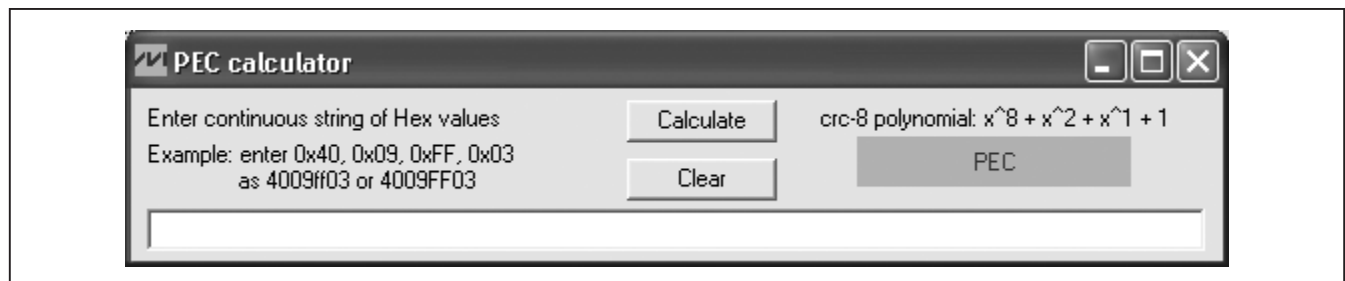 PEC calculator
Enter continuous string of Hex values
Example: enter 0x40, 0x09, 0xFF, 0x03
as 4009ff03 or 4009FF03
Calculate
Clear
crc-8 polynomial: x^8 + x^2 + x^1 + 1
PEC